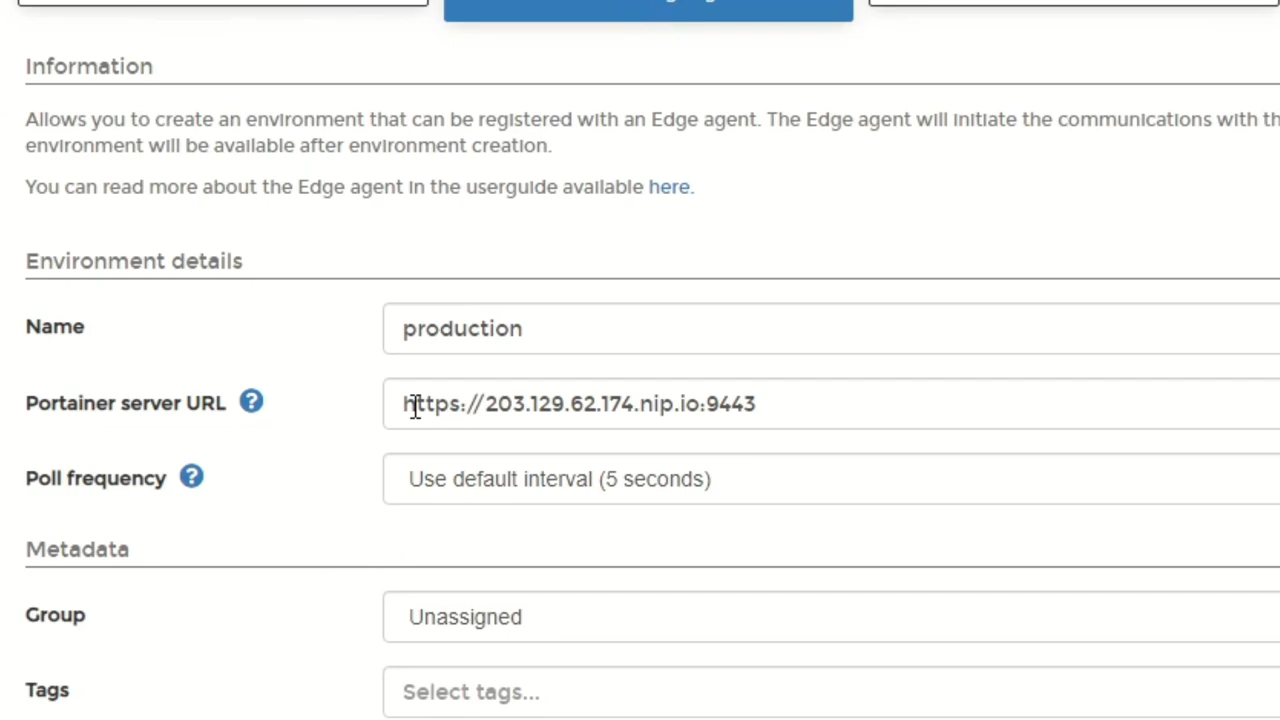 Information
Allows you to create an environment that can be registered with an Edge agent. The Edge agent will initiate the communications with
environment will be available after environment creation.
You can read more about the Edge agent in the userguide available here.
Environment details
Name
production
Portainer server URL
https://203.129.62.174.nip.io:9443
Poll frequency
Use default interval (5 seconds)
Metadata
Group
Unassigned
Tags
Select tags...